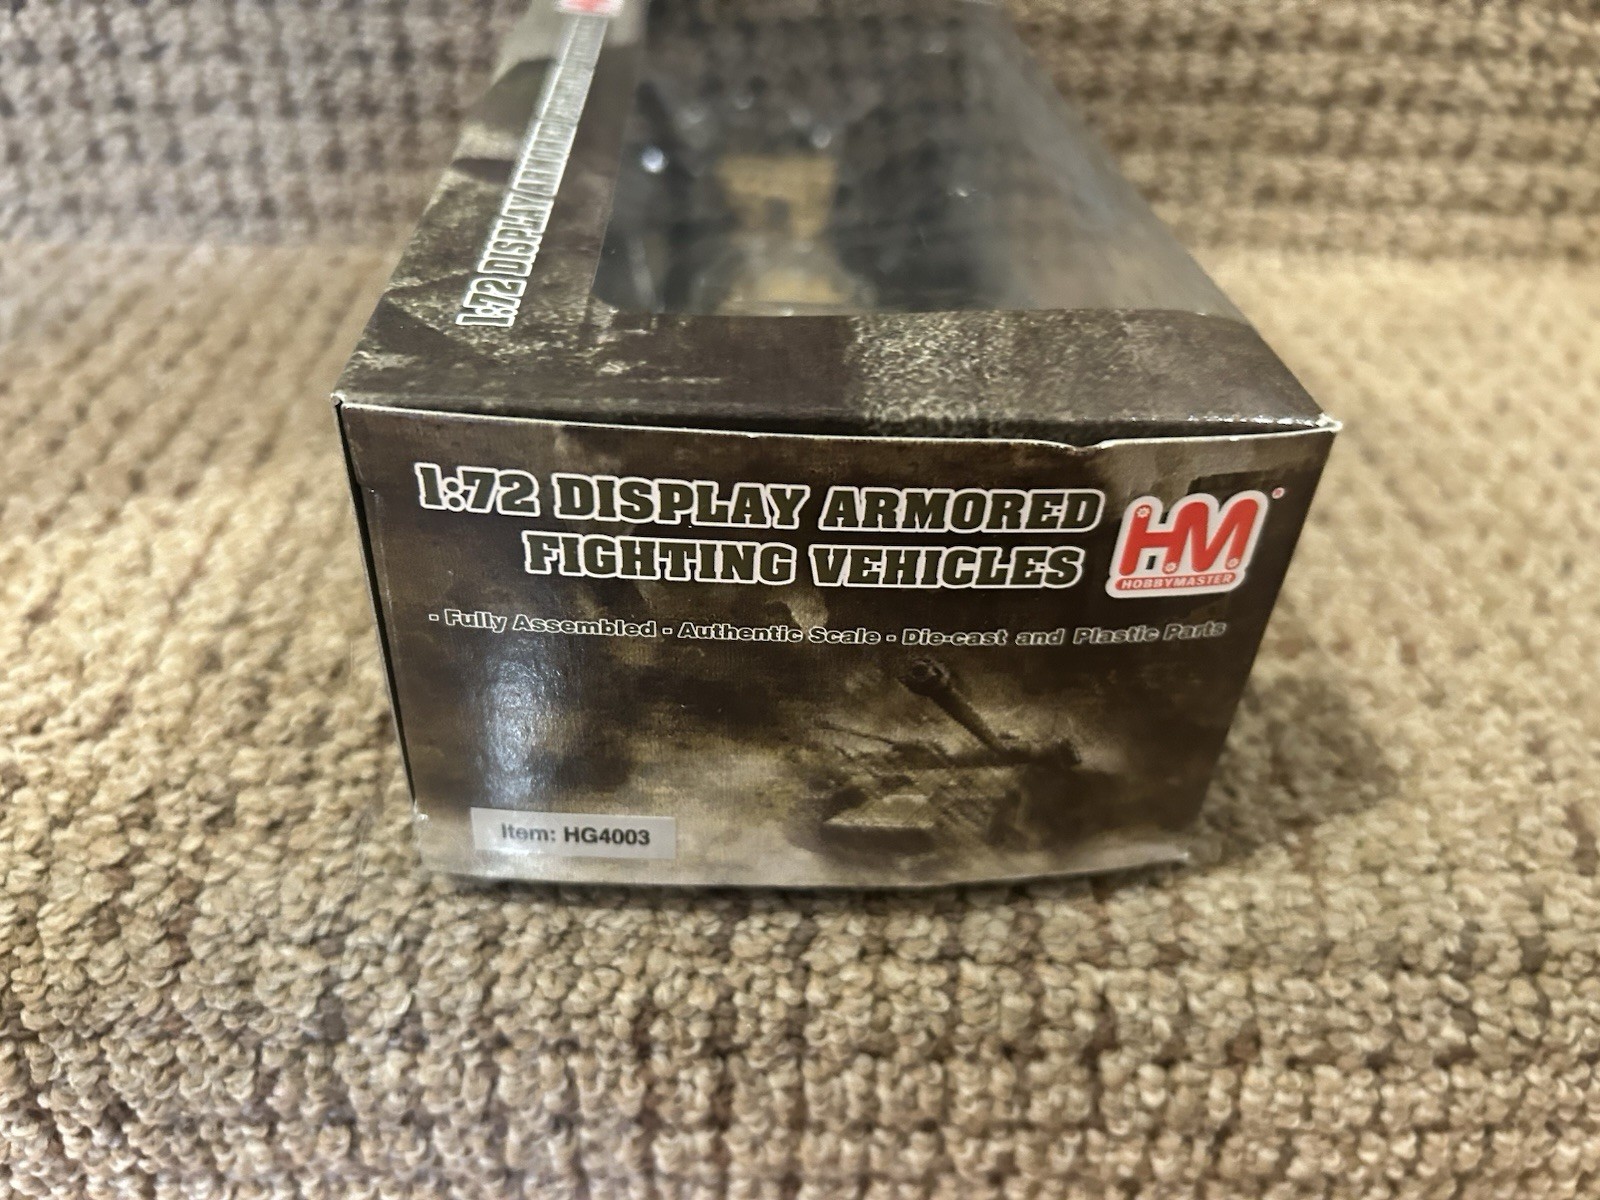 1:72 DISPLAY ARMORED
1:72 DISPLAY ARMORED
FIGHTING VEHICLES
HM
HOBBYMASTER
- Fully Assembled - Authentic Scale - Die-cast and Plastic Parts
Item: HG4003